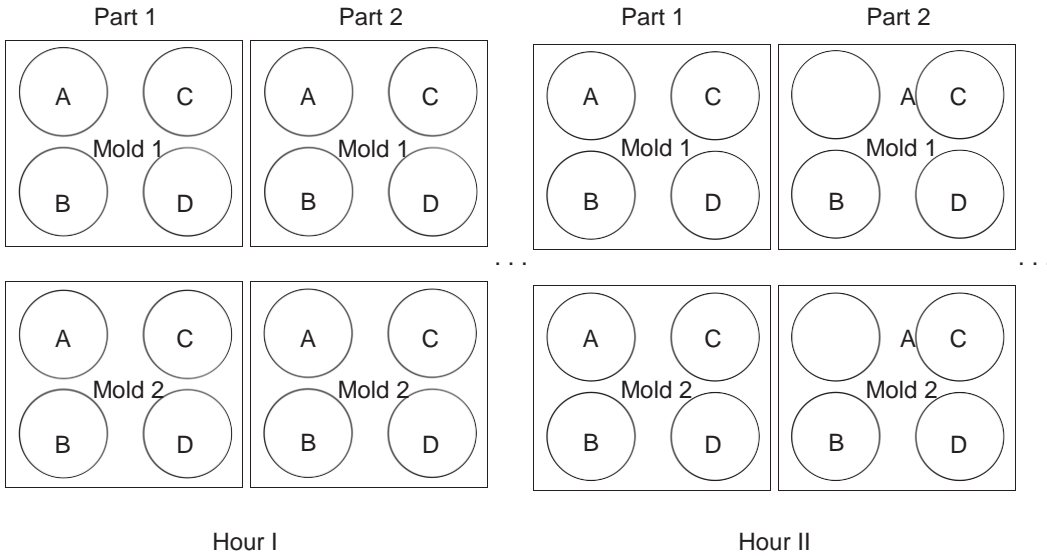 Part 1 Part 2 Part 1 Part 2
A C A C A C A C
Mold 1 Mold 1 Mold 1 Mold 1
B D B D B D B D
. . . . . .
A C A C A C A C
Mold 2 Mold 2 Mold 2 Mold 2
B D B D B D B D
Hour I Hour II